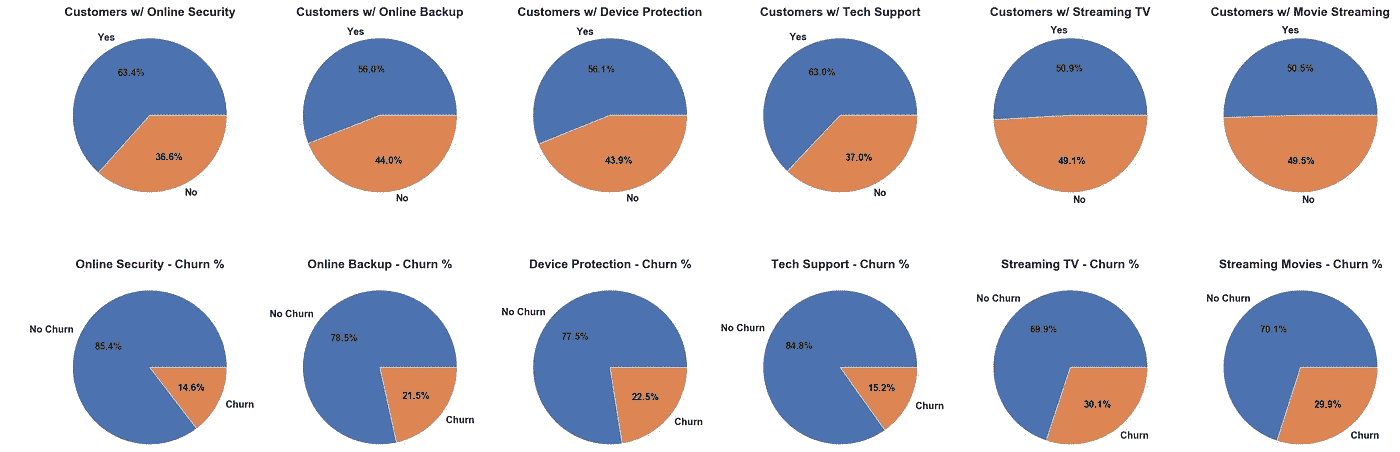 Customers w/ Online Security
Yes
63.4%
36.6%
No
Customers w/ Online Backup
Yes
56.0%
44.0%
No
Customers w/ Device Protection
Yes
56.1%
43.9%
No
Customers w/ Tech Support
Yes
63.0%
37.0%
No
Customers w/ Streaming TV
Yes
50.9%
49.1%
No
Customers w/ Movie Streaming
Yes
50.5%
49.5%
No
Online Security - Churn %
No Churn
85.4%
14.6%
Churn
Online Backup - Churn %
No Churn
78.5%
21.5%
Churn
Device Protection - Churn %
No Churn
77.5%
22.5%
Churn
Tech Support - Churn %
No Churn
84.8%
15.2%
Churn
Streaming TV - Churn %
No Churn
69.9%
30.1%
Churn
Streaming Movies - Churn %
No Churn
70.1%
29.9%
Churn